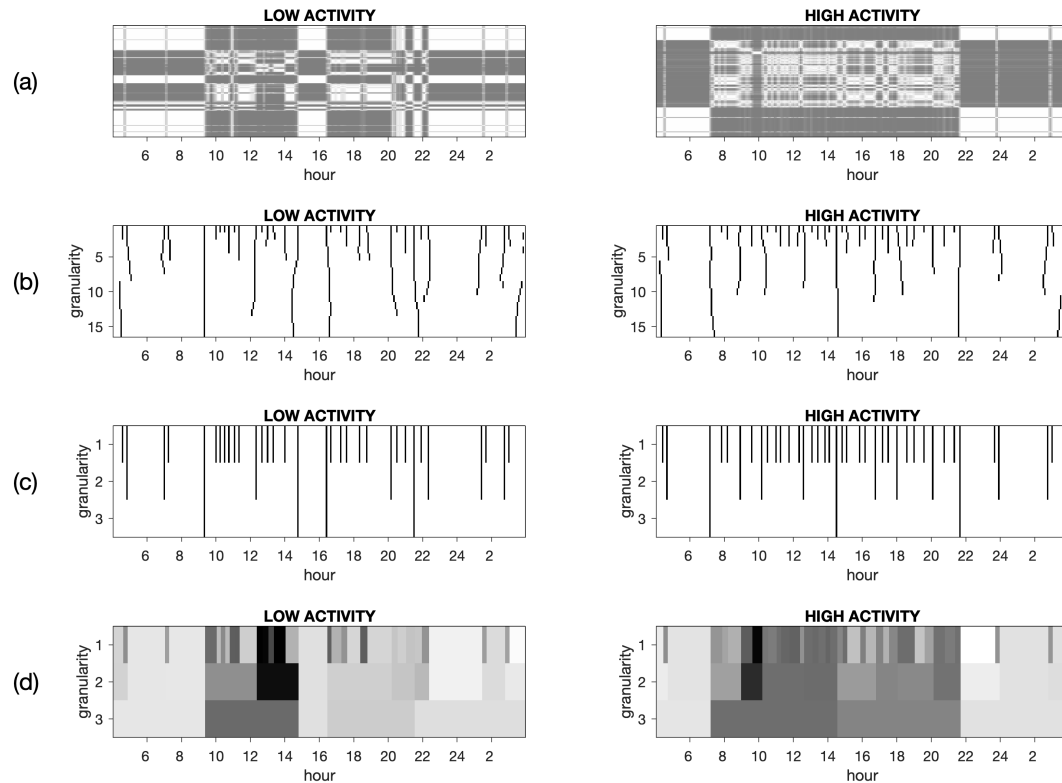 LOW ACTIVITY HIGH ACTIVITY
(a)
6 8 10 12 14 16 18 20 22 24 2 6 8 10 12 14 16 18 20 22 24 2
hour hour
LOW ACTIVITY HIGH ACTIVITY
(b)
granularity 5 10 15 granularity 5 10 15
6 8 10 12 14 16 18 20 22 24 2 6 8 10 12 14 16 18 20 22 24 2
hour hour
LOW ACTIVITY HIGH ACTIVITY
(c)
granularity 1 2 3 granularity 1 2 3
6 8 10 12 14 16 18 20 22 24 2 6 8 10 12 14 16 18 20 22 24 2
hour hour
LOW ACTIVITY HIGH ACTIVITY
(d)
granularity 1 2 3 granularity 1 2 3
6 8 10 12 14 16 18 20 22 24 2 6 8 10 12 14 16 18 20 22 24 2
hour hour